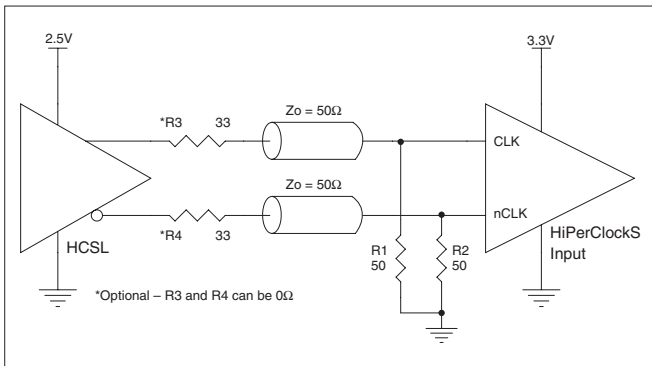 2.5V
3.3V
*R3 33
Zo = 50Ω
CLK
Zo = 50Ω
nCLK
HCSL
*R4 33
R1
50
R2
50
HiPerClockS
Input
*Optional – R3 and R4 can be 0Ω